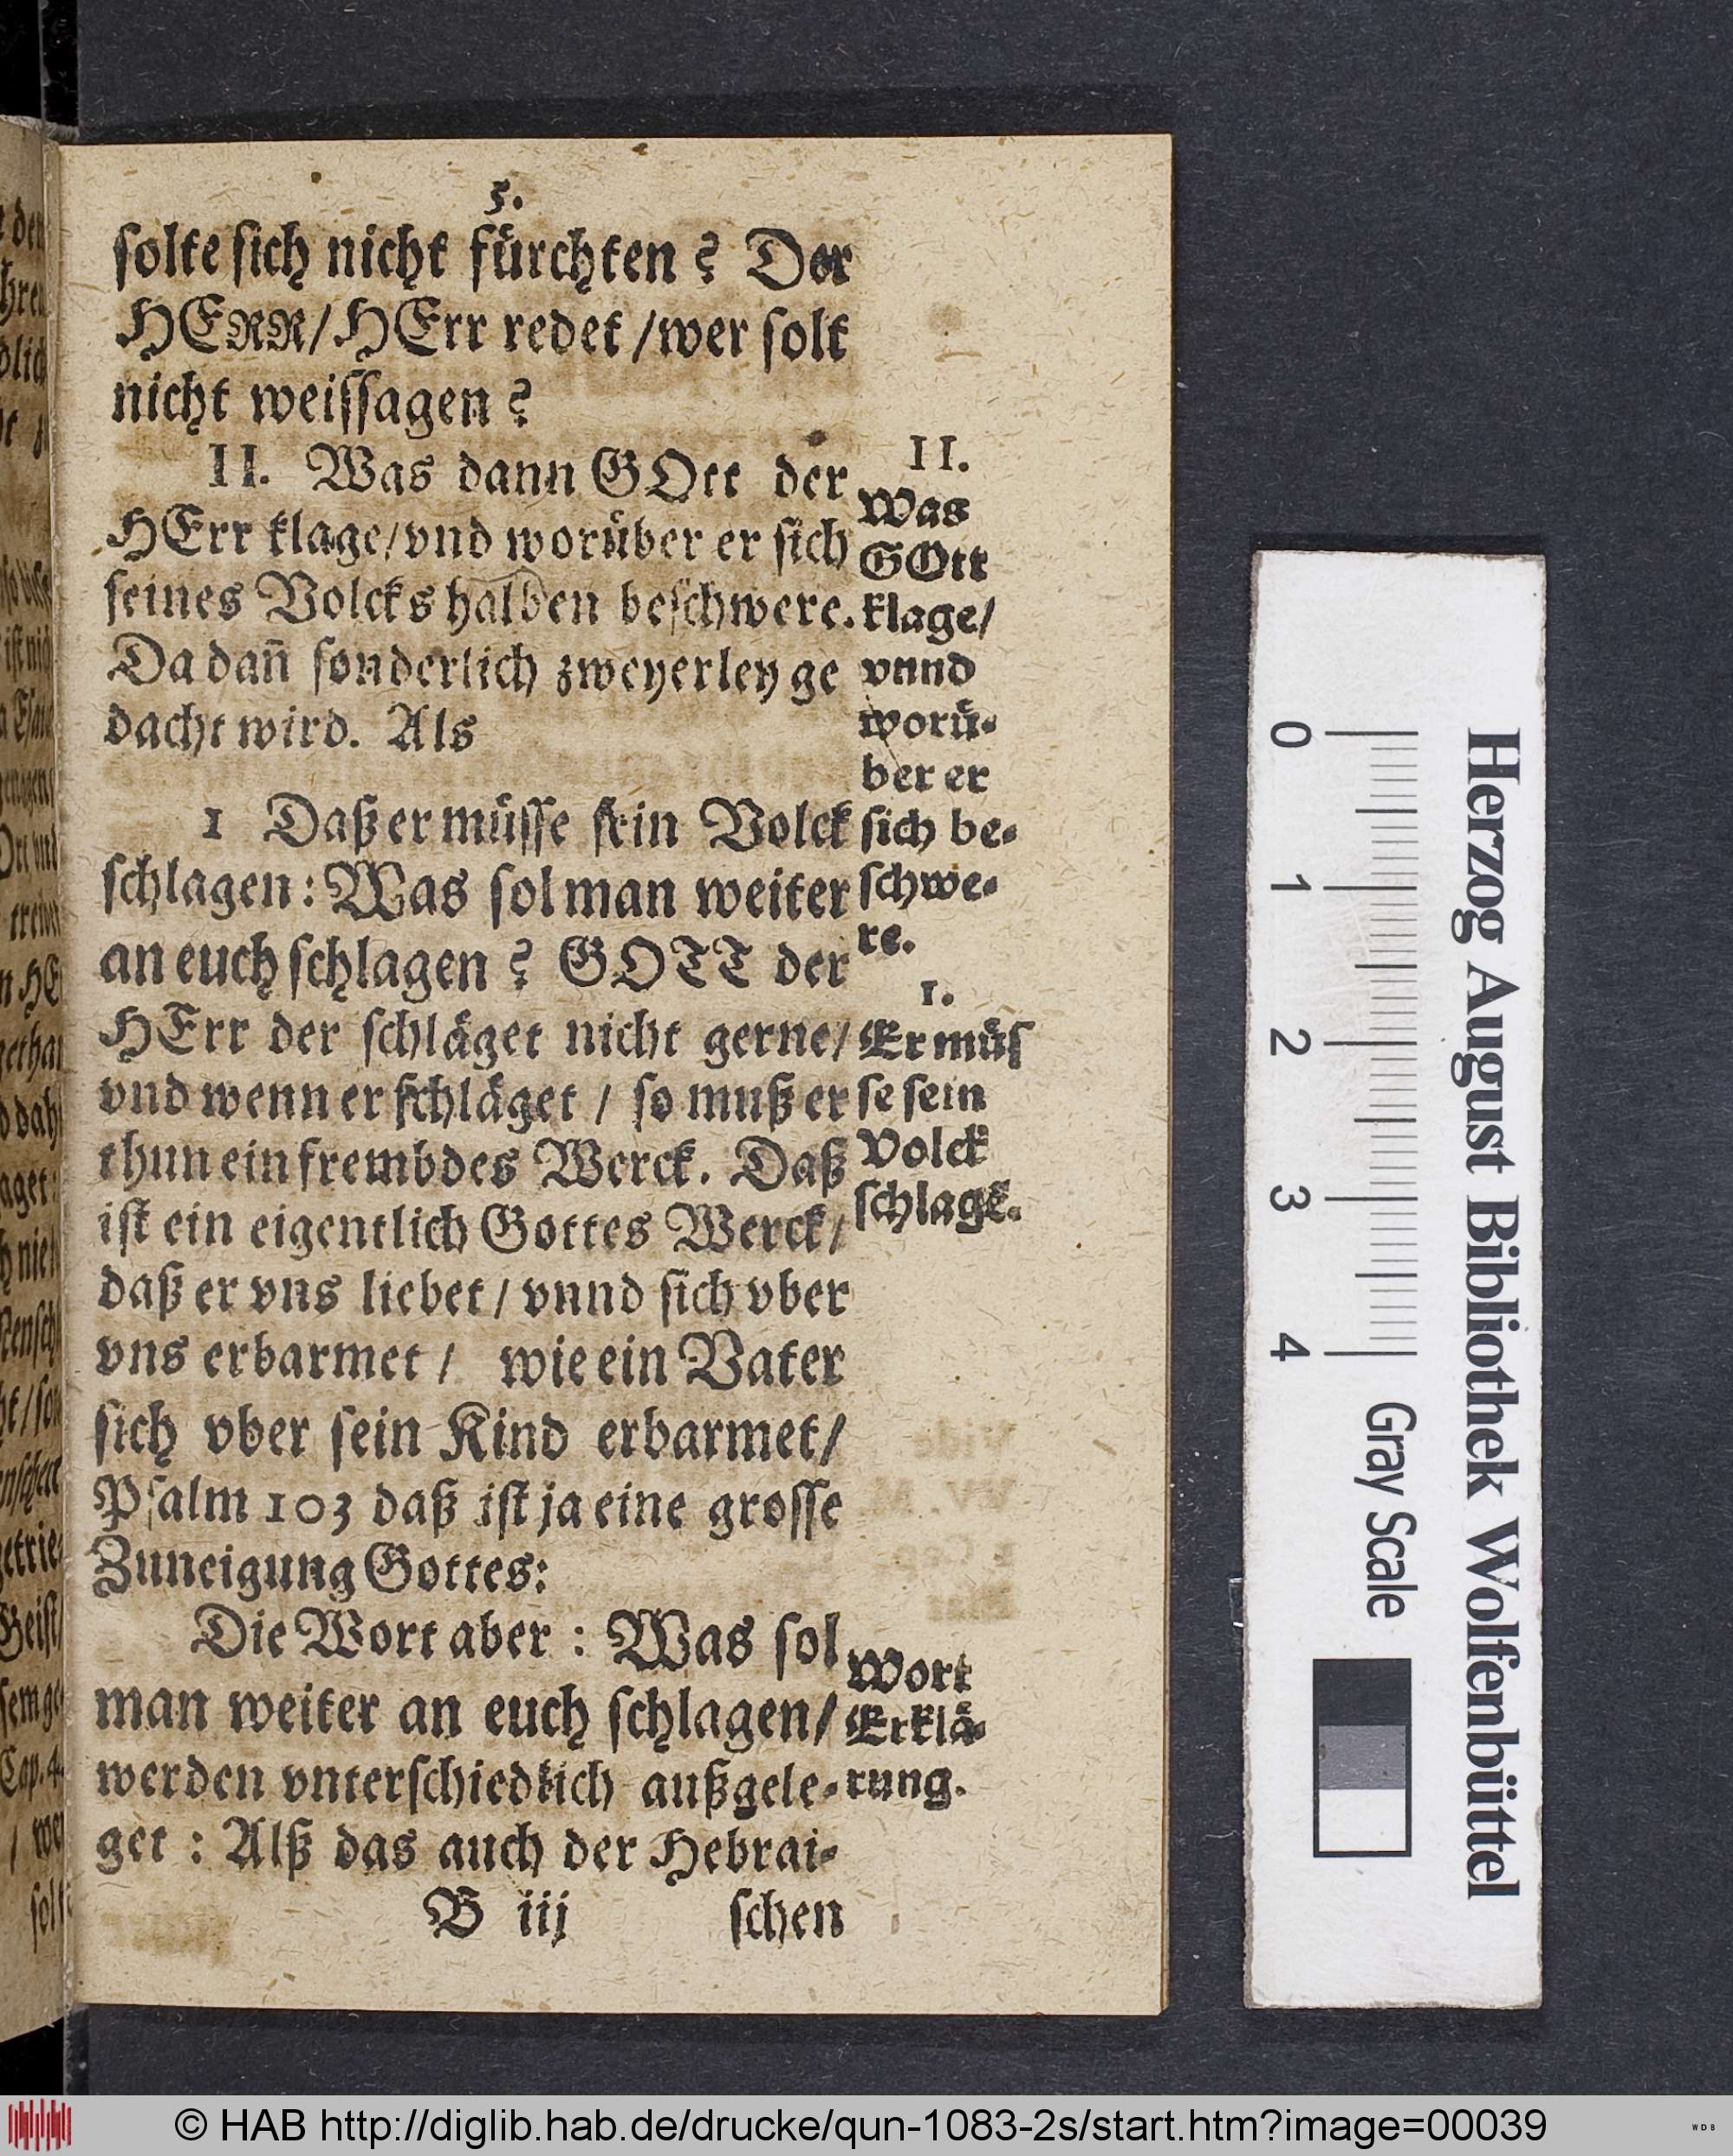 5.
solte sich nicht fürchten? Der
HERR/HErr redet /wer solt
nicht weissagen?
II. Was dann GOtt der
HErr klage/vnd worüber er sich
seines Volcks halben beschwere.
Da dañ sonderlich zweyerley ge
dacht wird. Als
1 Daß er müsse sein Volck
schlagen: Was sol man weiter
an euch schlagen? GOTT der
HErr der schläget nicht gerne/
vnd wenn er schläget / so muß er
thun ein frembdes Werck. Daß
ist ein eigentlich Gottes Werck/
daß er vns liebet / vnnd sich vber
vns erbarmet / wie ein Vater
sich vber sein Kind erbarmet/
Psalm 103 daß ist ja eine grosse
Zuneigung Gottes:
Die Wort aber : Was sol
man weiter an euch schlagen/
werden vnterschiedlich außgele-
get : Alß das auch der Hebrai-
B iij schen
II.
Was
GOtt
klage/
vnnd
worü-
ber er
sich be-
schwe-
re.
1.
Er müs
se sein
Volck
schlagē.
Wort
Erklä-
rung.
Herzog August Bibliothek Wolfenbüttel
0 1 2 3 4 Gray Scale
© HAB http://diglib.hab.de/drucke/qun-1083-2s/start.htm?image=00039
WDB